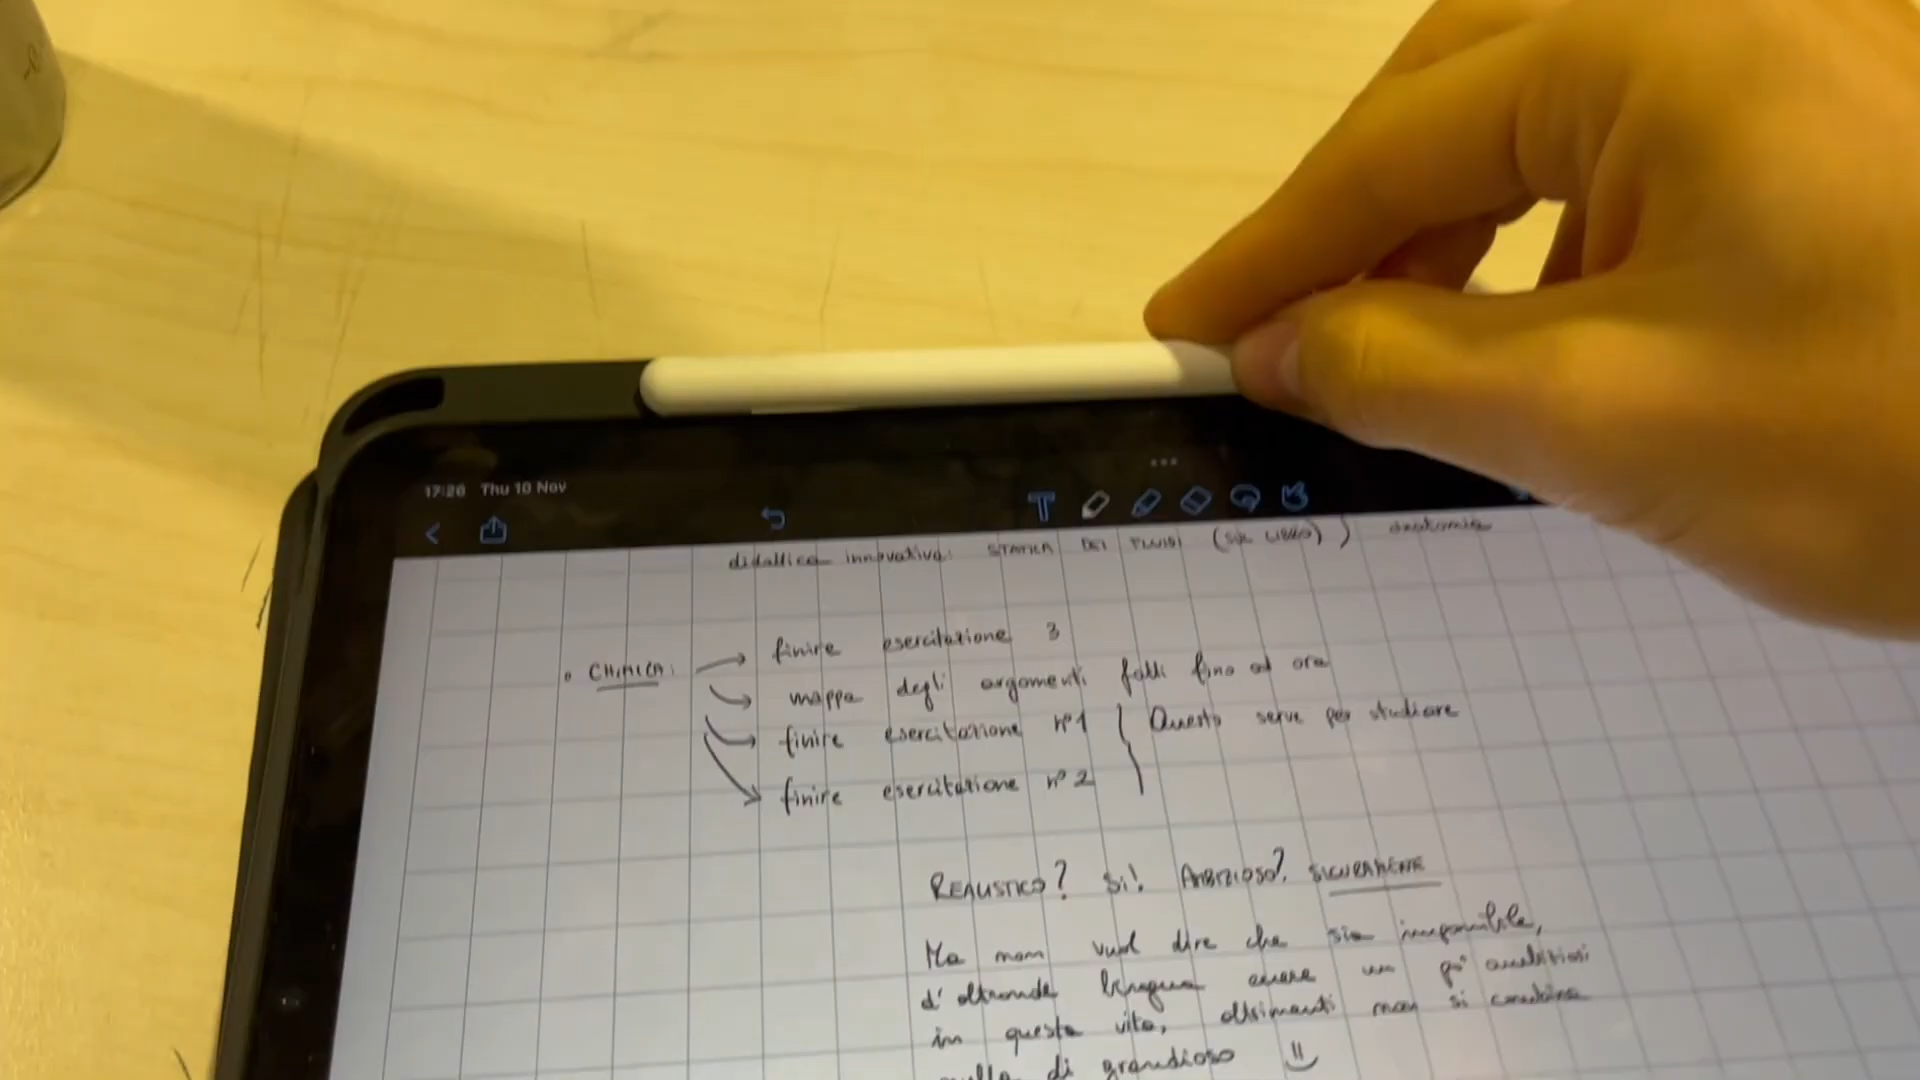 17:26 Thu 10 Nov
didattica innovativa: STATICA DEI FLUIDI (SUL LIBRO) ) anatomia
• CHIMICA: → finire esercitazione 3
→ mappa degli argomenti fatti fino ad ora
→ finire esercitazione n°1 } Questo serve per studiare
→ finire esercitazione n° 2
REALISTICO? Sì! AMBIZIOSO? SICURAMENTE
Ma non vuol dire che sia impossibile,
d'altronde bisogna essere un po' ambiziosi
in questa vita, altrimenti non si combina
nulla di grandioso